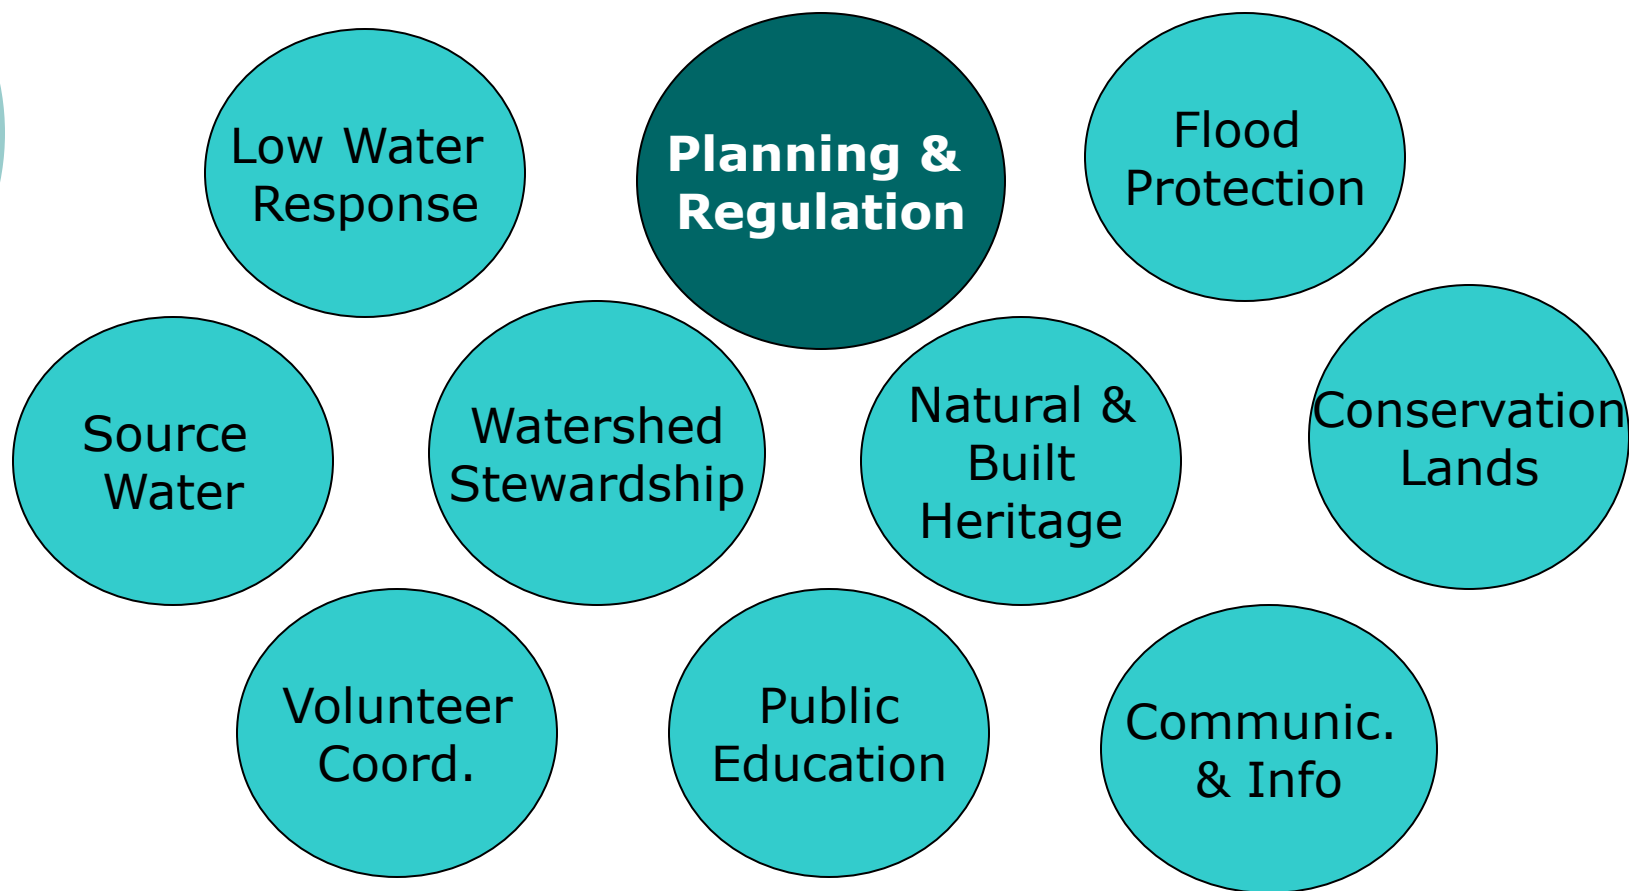 Low Water
Response
Planning &
Regulation
Flood
Protection
Source
Water
Watershed
Stewardship
Natural &
Built
Heritage
Conservation
Lands
Volunteer
Coord.
Public
Education
Communic.
& Info